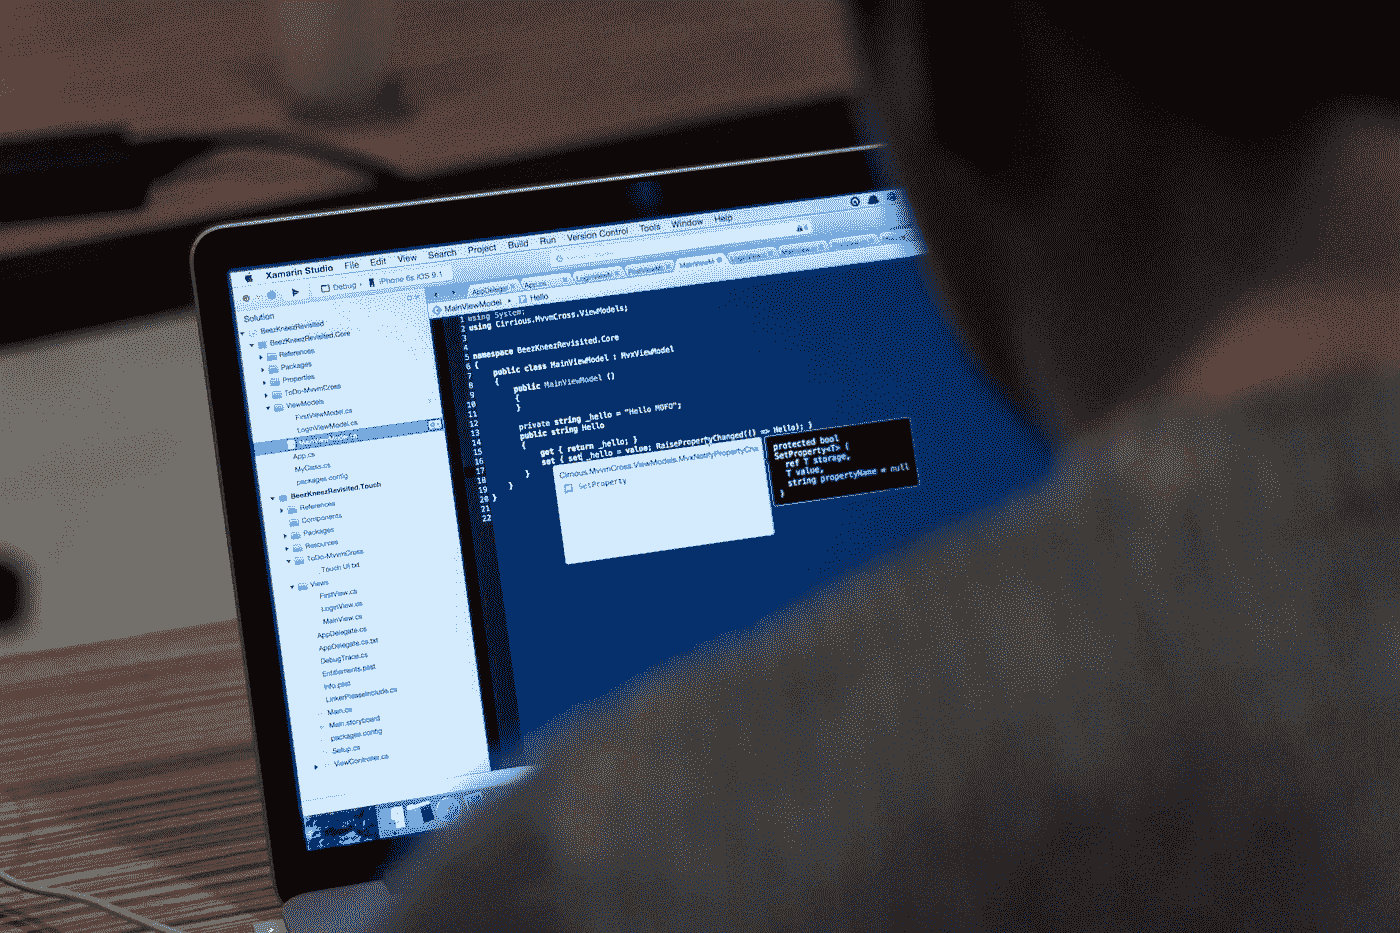 Xamarin Studio File Edit View Search Project Build Run Version Control Tools Window Help
Debug iPhone 6s iOS 9.1
Solution
BeezKneezRevisited
BeezKneezRevisited.Core
References
Packages
Properties
ToDo-MvvmCross
ViewModels
FirstViewModel.cs
LoginViewModel.cs
App.cs
MyClass.cs
packages.config
BeezKneezRevisited.Touch
References
Components
Packages
Resources
ToDo-MvvmCross
Touch UI.txt
Views
FirstView.cs
LoginView.cs
MainView.cs
AppDelegate.cs
AppDelegate.cs.txt
DebugTrace.cs
Entitlements.plist
Info.plist
LinkerPleaseInclude.cs
Main.cs
Main.storyboard
packages.config
Setup.cs
ViewController.cs
AppDelegat App.cs
MainViewModel Hello
1 using System;
2 using Cirrious.MvvmCross.ViewModels;
3
4
5 namespace BeezKneezRevisited.Core
6 {
7 public class MainViewModel : MvxViewModel
8 {
9 public MainViewModel ()
10 {
11 }
12
13 private string _hello = "Hello MOFO";
14 public string Hello
15 {
16 get { return _hello; }
17 set { set _hello = value; RaisePropertyChanged(() => Hello); }
18 }
19 }
20 }
21
22
Cirrious.MvvmCross.ViewModels.MvxNotifyPropertyCha
SetProperty
protected bool
SetProperty<T> (
ref T storage,
T value,
string propertyName = null
)